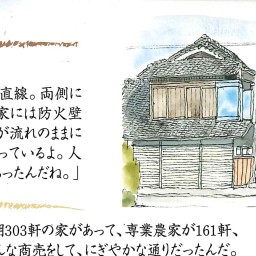 直線。両側に
家には防火壁
が流れのままに
っているよ。人
ったんだね。」
303軒の家があって、専業農家が161軒、
な商売をして、にぎやかな通りだったんだ。